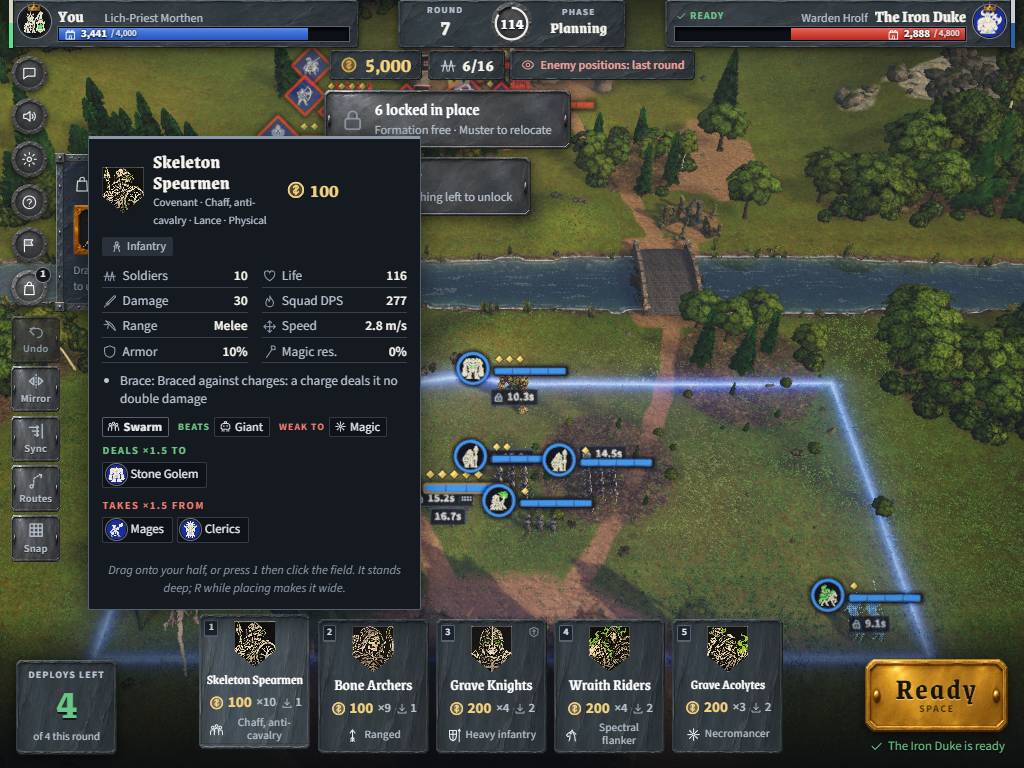 You Lich-Priest Morthen
3,441 / 4,000
ROUND
7
114
PHASE
Planning
READY
Warden Hrolf The Iron Duke
2,888 / 4,800
5,000
6/16
Enemy positions: last round
6 locked in place
Formation free · Muster to relocate
hing left to unlock
Skeleton
Spearmen
100
Covenant · Chaff, anti-
cavalry · Lance · Physical
Infantry
Soldiers 10
Life 116
Damage 30
Squad DPS 277
Range Melee
Speed 2.8 m/s
Armor 10%
Magic res. 0%
• Brace: Braced against charges: a charge deals it no
double damage
Swarm BEATS Giant WEAK TO Magic
DEALS ×1.5 TO
Stone Golem
TAKES ×1.5 FROM
Mages Clerics
Drag onto your half, or press 1 then click the field. It stands
deep; R while placing makes it wide.
1
Dra
to u
Undo
Mirror
Sync
Routes
Snap
10.3s
14.5s
15.2s
16.7s
9.1s
DEPLOYS LEFT
4
of 4 this round
1
Skeleton Spearmen
100 ×10 1
Chaff, anti-
cavalry
2
Bone Archers
100 ×9 1
Ranged
3
Grave Knights
200 ×4 2
Heavy infantry
4
Wraith Riders
200 ×4 2
Spectral
flanker
5
Grave Acolytes
200 ×3 2
Necromancer
Ready
SPACE
The Iron Duke is ready